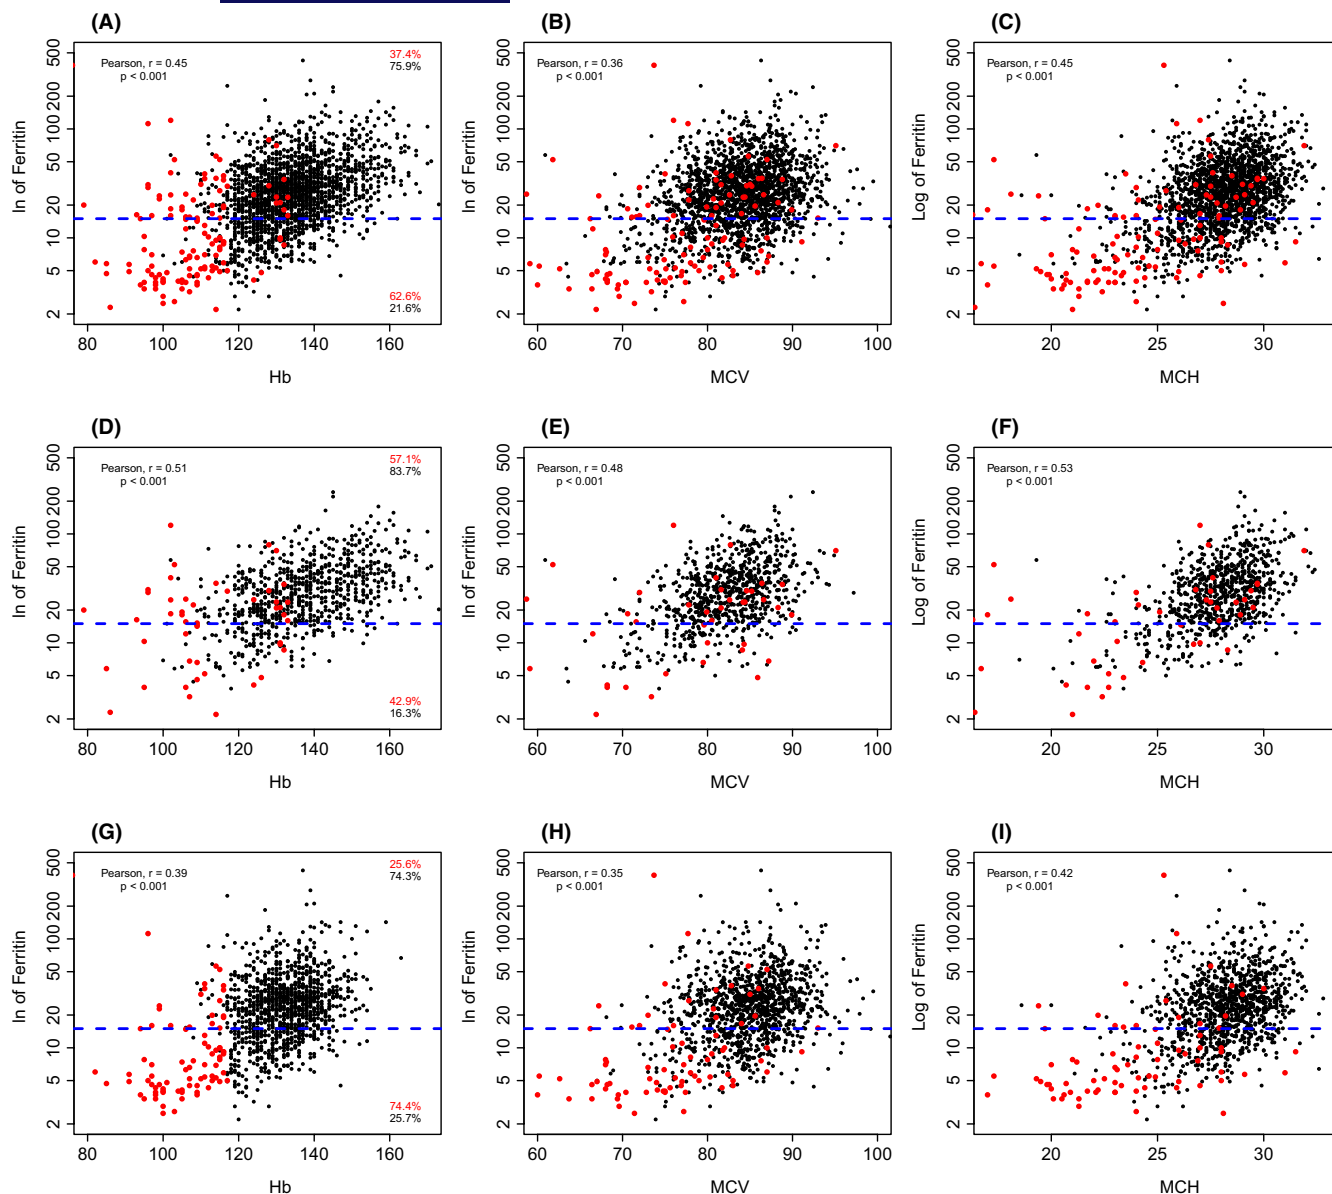 (A)
(B)
(C)
Pearson, r = 0.45
p < 0.001
37.4%
75.9%
62.6%
21.6%
ln of Ferritin
500
200
100
50
20
10
5
2
80
100
120
140
160
Hb
Pearson, r = 0.36
p < 0.001
ln of Ferritin
500
200
100
50
20
10
5
2
60
70
80
90
100
MCV
Pearson, r = 0.45
p < 0.001
Log of Ferritin
500
200
100
50
20
10
5
2
20
25
30
MCH
(D)
(E)
(F)
Pearson, r = 0.51
p < 0.001
57.1%
83.7%
42.9%
16.3%
ln of Ferritin
500
200
100
50
20
10
5
2
80
100
120
140
160
Hb
Pearson, r = 0.48
p < 0.001
ln of Ferritin
500
200
100
50
20
10
5
2
60
70
80
90
100
MCV
Pearson, r = 0.53
p < 0.001
Log of Ferritin
500
200
100
50
20
10
5
2
20
25
30
MCH
(G)
(H)
(I)
Pearson, r = 0.39
p < 0.001
25.6%
74.3%
74.4%
25.7%
ln of Ferritin
500
200
100
50
20
10
5
2
80
100
120
140
160
Hb
Pearson, r = 0.35
p < 0.001
ln of Ferritin
500
200
100
50
20
10
5
2
60
70
80
90
100
MCV
Pearson, r = 0.42
p < 0.001
Log of Ferritin
500
200
100
50
20
10
5
2
20
25
30
MCH